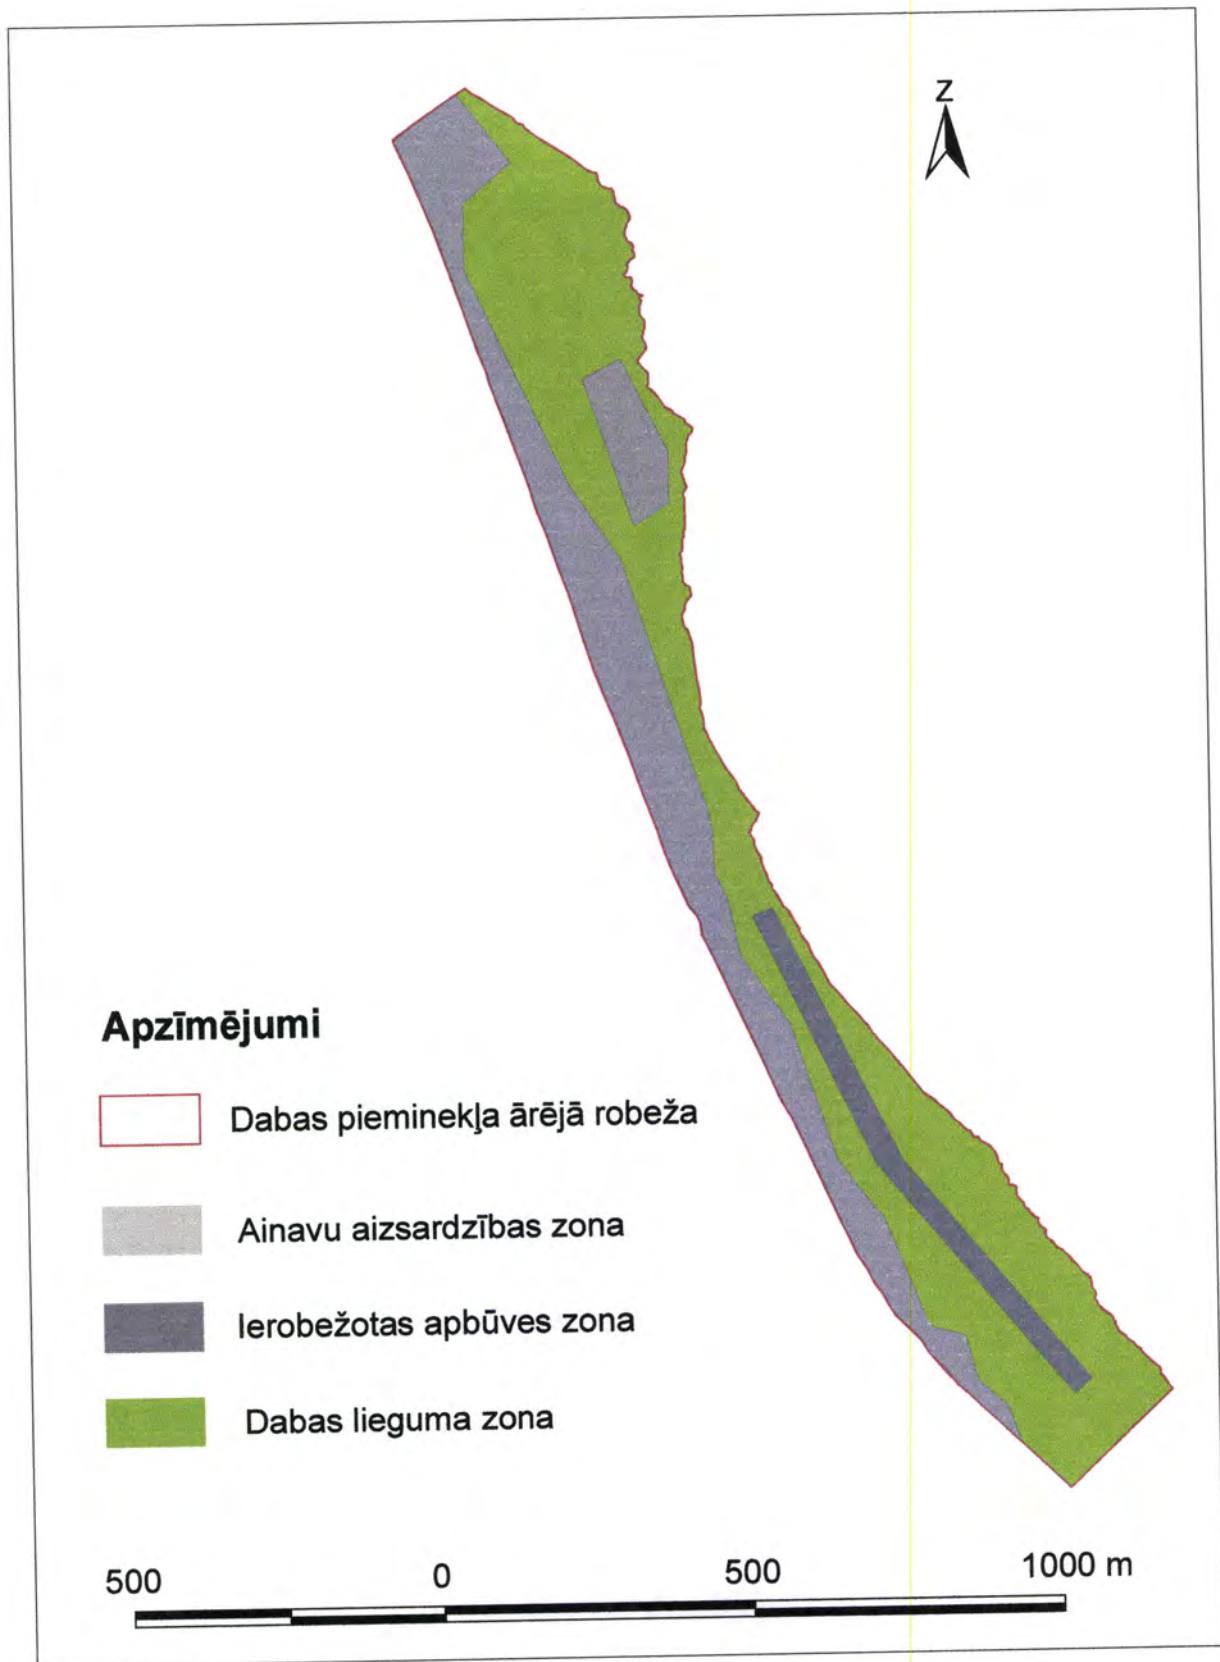 Z
Apzīmējumi
Dabas pieminekļa ārējā robeža
Ainavu aizsardzības zona
Ierobežotas apbūves zona
Dabas lieguma zona
500 0 500 1000 m